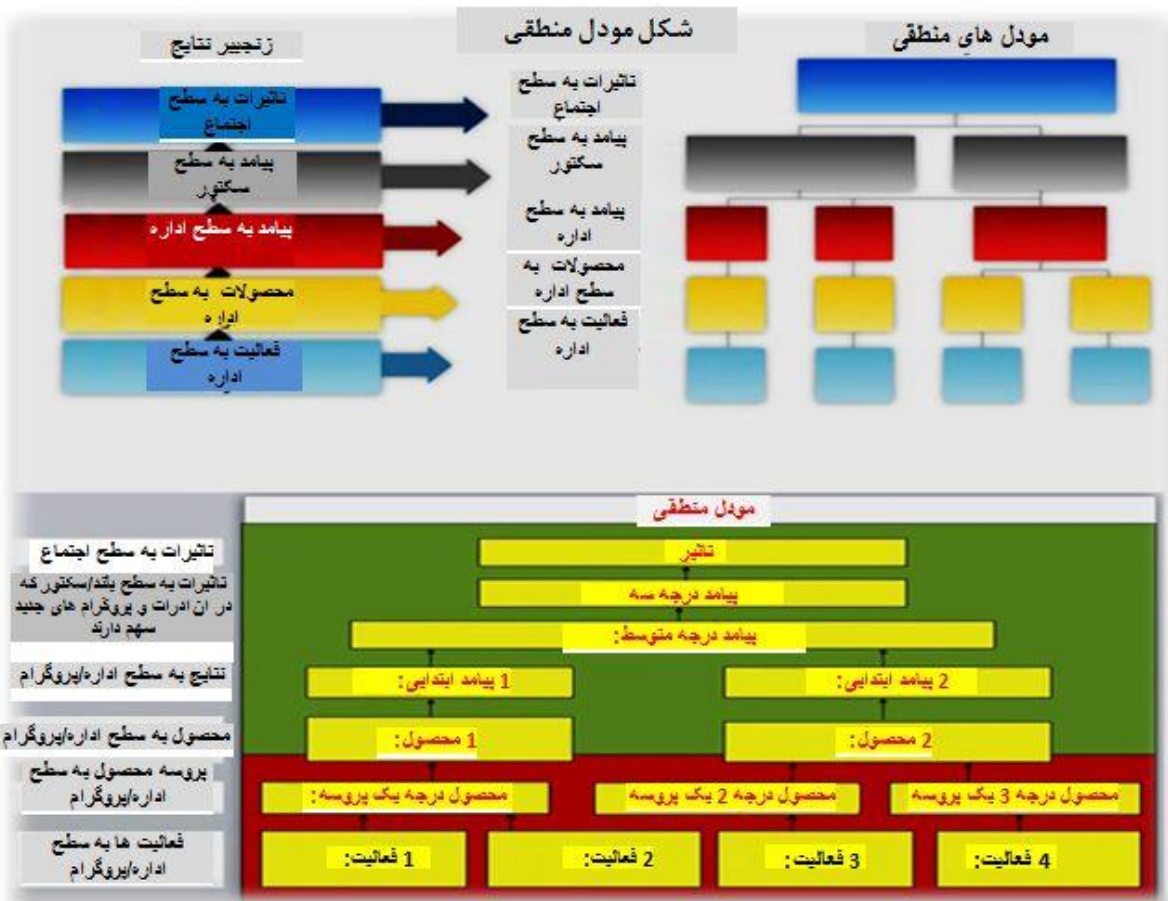 مودل های منطقی
شکل مودل منطقی
زنجیر نتایج
تاثیرات به سطح
اجتماع
پیامد به سطح
سکتور
پیامد به سطح اداره
محصولات به سطح
اداره
فعالیت به سطح
اداره
تاثیرات به سطح
اجتماع
پیامد به سطح
سکتور
پیامد به سطح
اداره
محصولات به
سطح اداره
فعالیت به سطح
اداره
مودل منطقی
تاثیرات به سطح اجتماع
تاثیر
تاثیرات به سطح بلند/سکتور که
در ان ادرات و پروگرام های جدید
سهم دارند
پیامد درجه سه
پیامد درجه متوسط:
نتایج به سطح اداره/پروگرام
1 پیامد ابتدایی:
2 پیامد ابتدایی:
محصول به سطح اداره/پروگرام
1 محصول:
2 محصول:
پروسه محصول به سطح
اداره/پروگرام
محصول درجه یک پروسه:
محصول درجه 2 یک پروسه
محصول درجه 3 یک پروسه
فعالیت ها به سطح
اداره/پروگرام
1 فعالیت:
2 فعالیت:
3 فعالیت:
4 فعالیت: